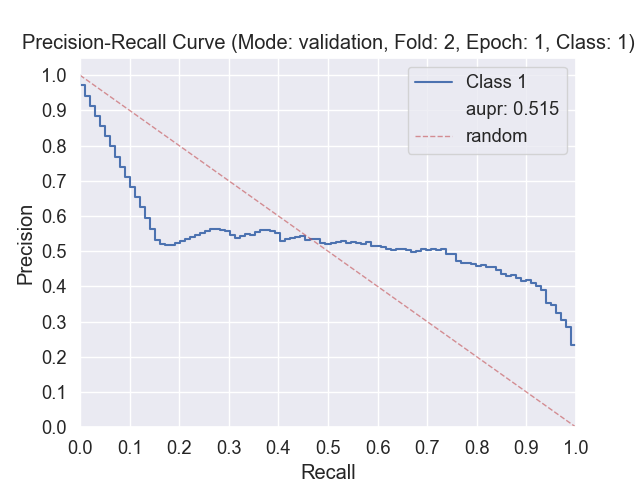 Precision-Recall Curve (Mode: validation, Fold: 2, Epoch: 1, Class: 1)
Class 1
aupr: 0.515
random
Precision
1.0
0.9
0.8
0.7
0.6
0.5
0.4
0.3
0.2
0.1
0.0
0.0 0.1 0.2 0.3 0.4 0.5 0.6 0.7 0.8 0.9 1.0
Recall